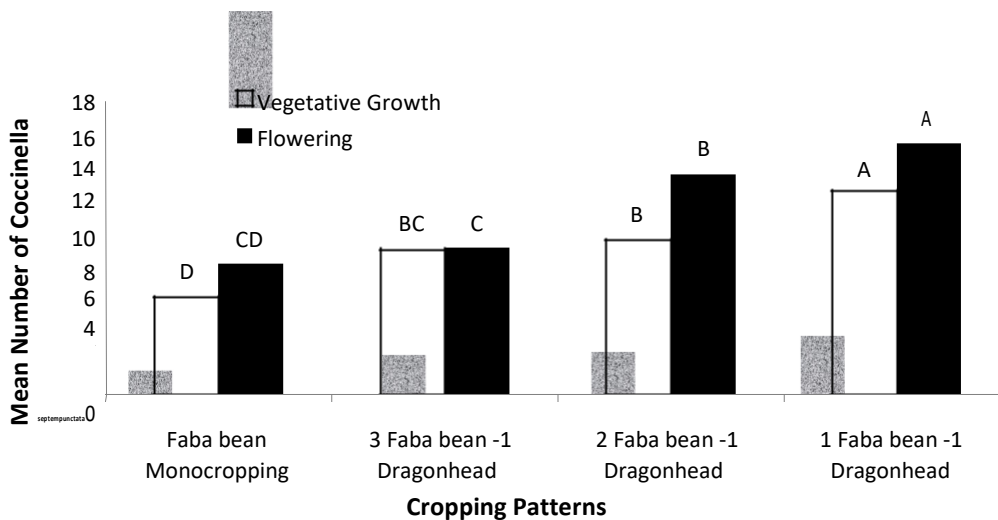 Vegetative Growth
Flowering
Mean Number of Coccinella
septempunctata
18
16
14
12
10
8
6
4
0
D
CD
BC
C
B
B
A
A
Faba bean
Monocropping
3 Faba bean -1
Dragonhead
2 Faba bean -1
Dragonhead
1 Faba bean -1
Dragonhead
Cropping Patterns